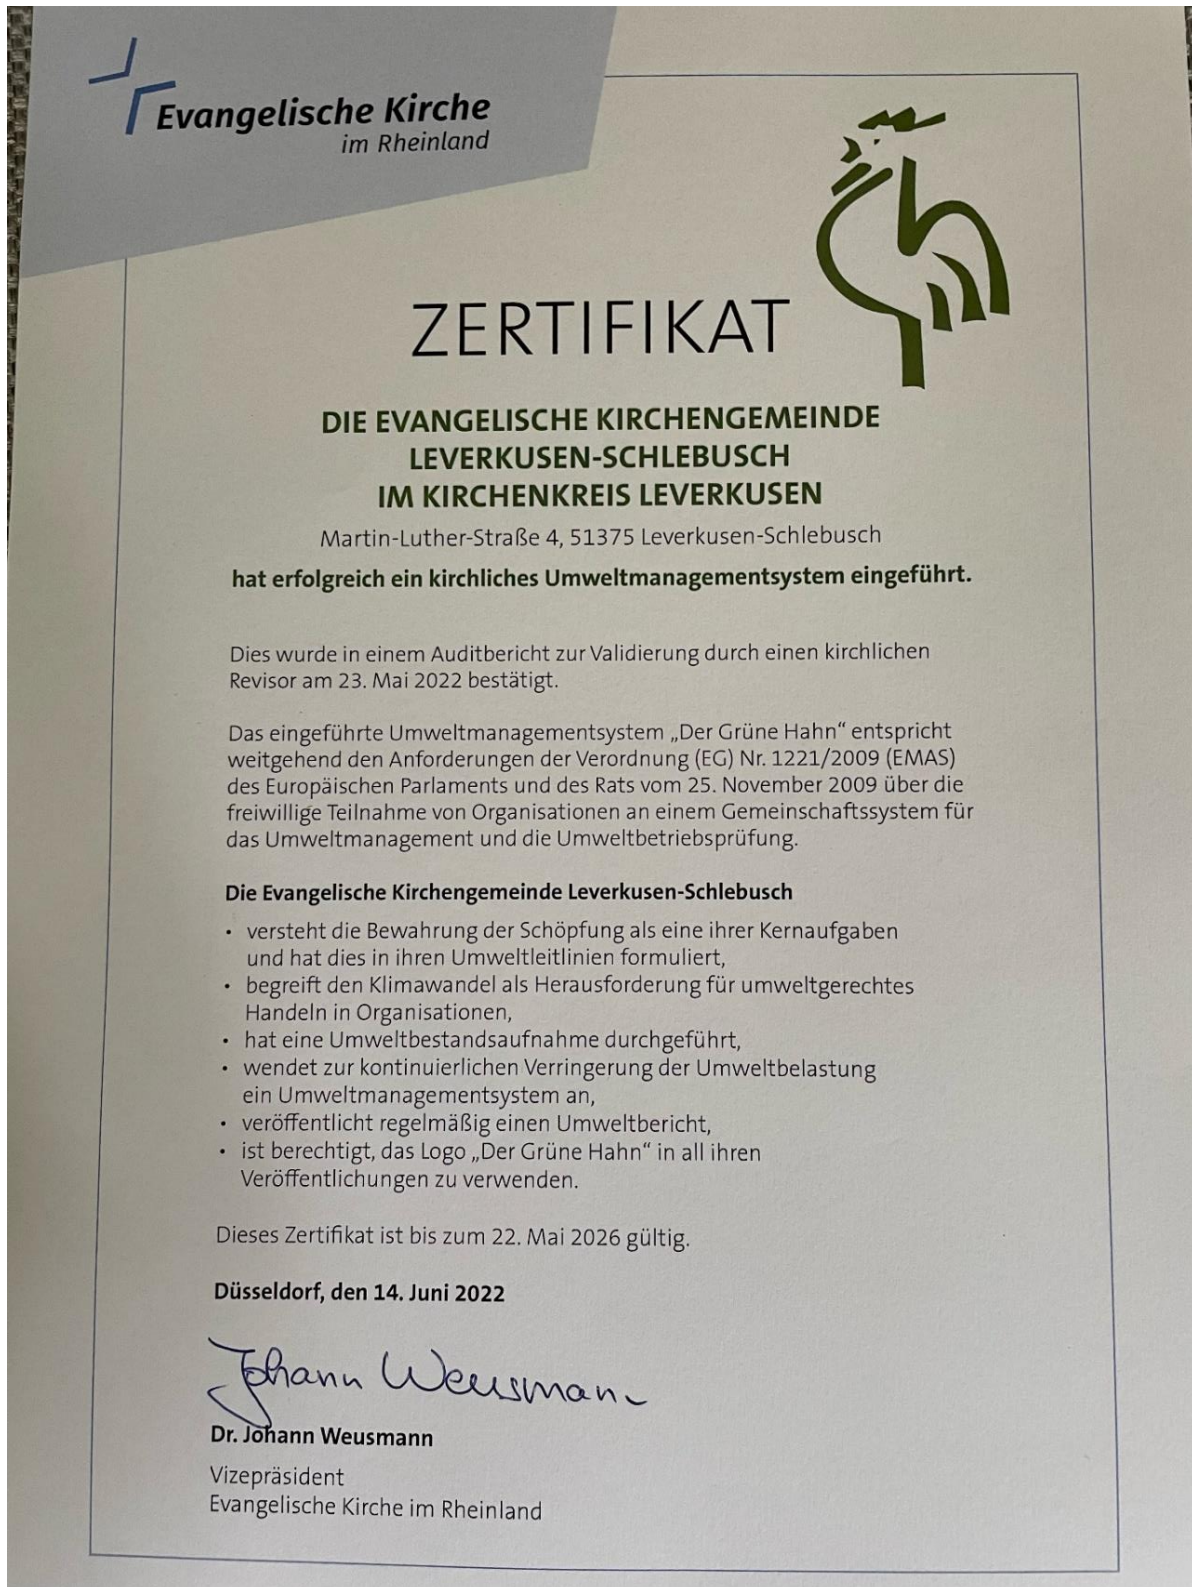 Evangelische Kirche
im Rheinland
ZERTIFIKAT
DIE EVANGELISCHE KIRCHENGEMEINDE
LEVERKUSEN-SCHLEBUSCH
IM KIRCHENKREIS LEVERKUSEN
Martin-Luther-Straße 4, 51375 Leverkusen-Schlebusch
hat erfolgreich ein kirchliches Umweltmanagementsystem eingeführt.
Dies wurde in einem Auditbericht zur Validierung durch einen kirchlichen
Revisor am 23. Mai 2022 bestätigt.
Das eingeführte Umweltmanagementsystem „Der Grüne Hahn“ entspricht
weitgehend den Anforderungen der Verordnung (EG) Nr. 1221/2009 (EMAS)
des Europäischen Parlaments und des Rats vom 25. November 2009 über die
freiwillige Teilnahme von Organisationen an einem Gemeinschaftssystem für
das Umweltmanagement und die Umweltbetriebsprüfung.
Die Evangelische Kirchengemeinde Leverkusen-Schlebusch
• versteht die Bewahrung der Schöpfung als eine ihrer Kernaufgaben
und hat dies in ihren Umweltleitlinien formuliert,
• begreift den Klimawandel als Herausforderung für umweltgerechtes
Handeln in Organisationen,
• hat eine Umweltbestandsaufnahme durchgeführt,
• wendet zur kontinuierlichen Verringerung der Umweltbelastung
ein Umweltmanagementsystem an,
• veröffentlicht regelmäßig einen Umweltbericht,
• ist berechtigt, das Logo „Der Grüne Hahn“ in all ihren
Veröffentlichungen zu verwenden.
Dieses Zertifikat ist bis zum 22. Mai 2026 gültig.
Düsseldorf, den 14. Juni 2022
Johann Weusmann
Dr. Johann Weusmann
Vizepräsident
Evangelische Kirche im Rheinland